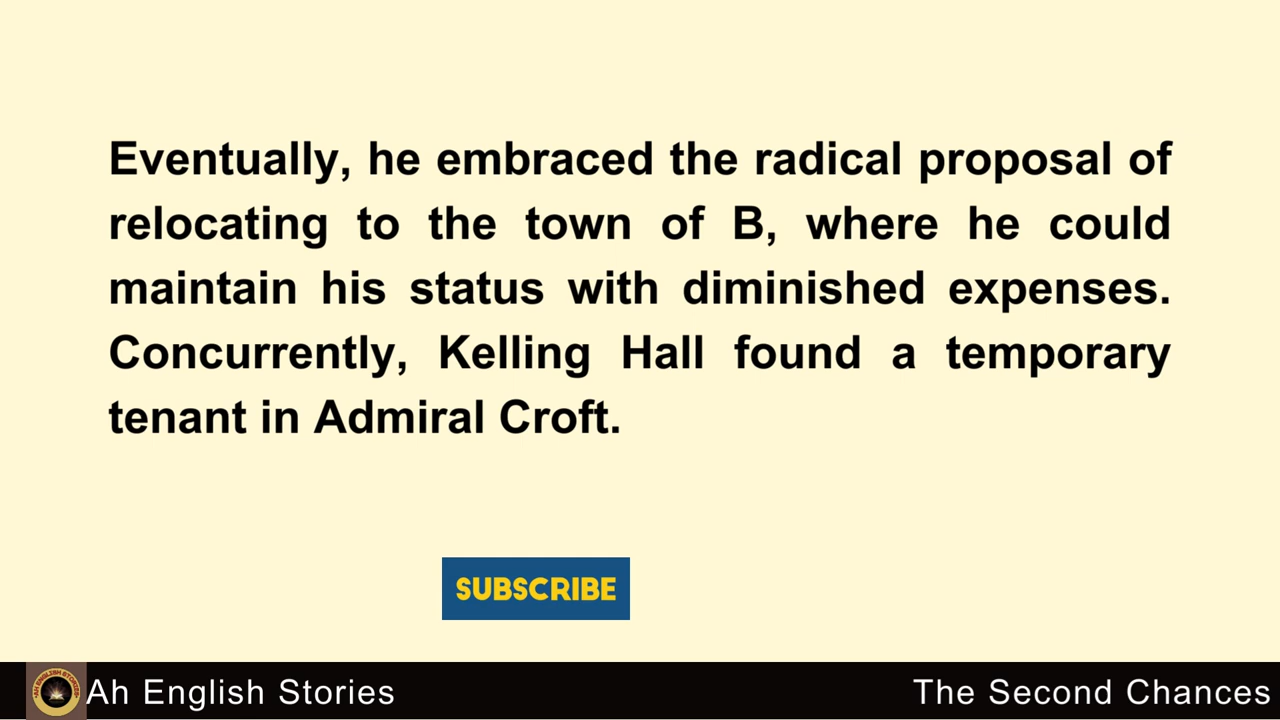 Eventually, he embraced the radical proposal of
relocating to the town of B, where he could
maintain his status with diminished expenses.
Concurrently, Kelling Hall found a temporary
tenant in Admiral Croft.
SUBSCRIBE
Ah English Stories
The Second Chances